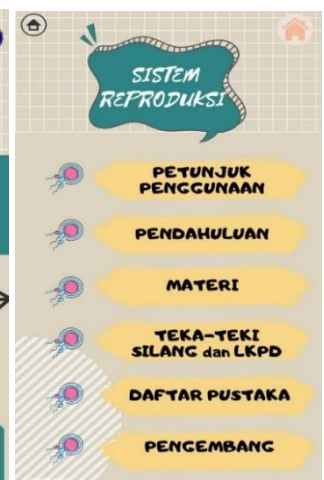 SISTEM
REPRODUKSI
PETUNJUK
PENGGUNAAN
PENDAHULUAN
MATERI
TEKA-TEKI
SILANG dan LKPD
DAFTAR PUSTAKA
PENGEMBANG